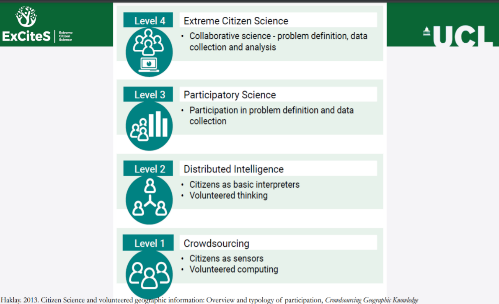 ExCiteS
Extreme
Citizen
Science
UCL
Level 4
Extreme Citizen Science
• Collaborative science - problem definition, data
collection and analysis
Level 3
Participatory Science
• Participation in problem definition and data
collection
Level 2
Distributed Intelligence
• Citizens as basic interpreters
• Volunteered thinking
Level 1
Crowdsourcing
• Citizens as sensors
• Volunteered computing
Haklay. 2013. Citizen Science and volunteered geographic information: Overview and typology of participation, Crowdsourcing Geographic Knowledge